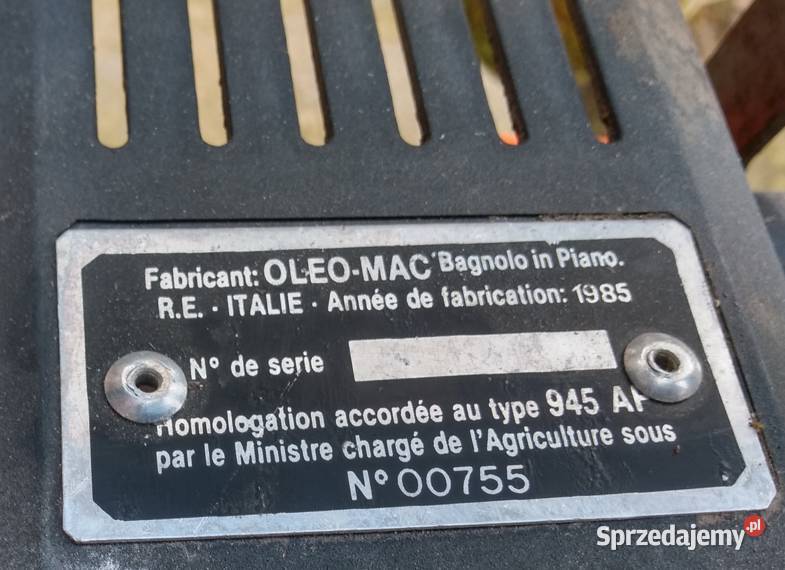 Fabricant: OLEO-MAC Bagnolo in Piano.
R.E. · ITALIE · Année de fabrication: 1985
N° de serie
Homologation accordée au type 945 AF
par le Ministre chargé de l'Agriculture sous
N° 00755
Sprzedajemy.pl